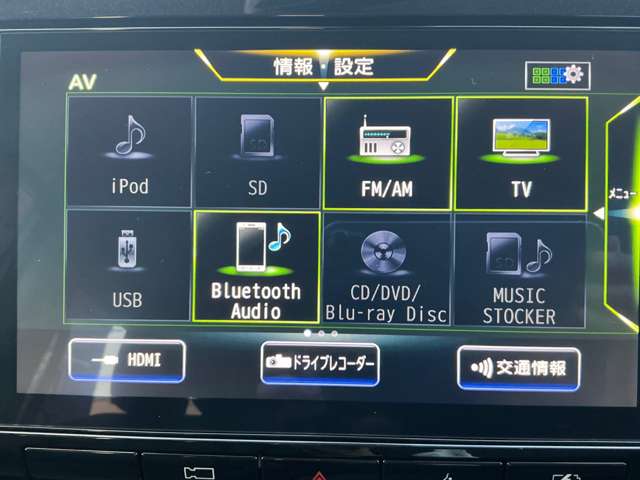 情報・設定
AV
iPod
SD
FM/AM
TV
メニュー
USB
Bluetooth
Audio
CD/DVD/
Blu-ray Disc
MUSIC
STOCKER
HDMI
ドライブレコーダー
交通情報